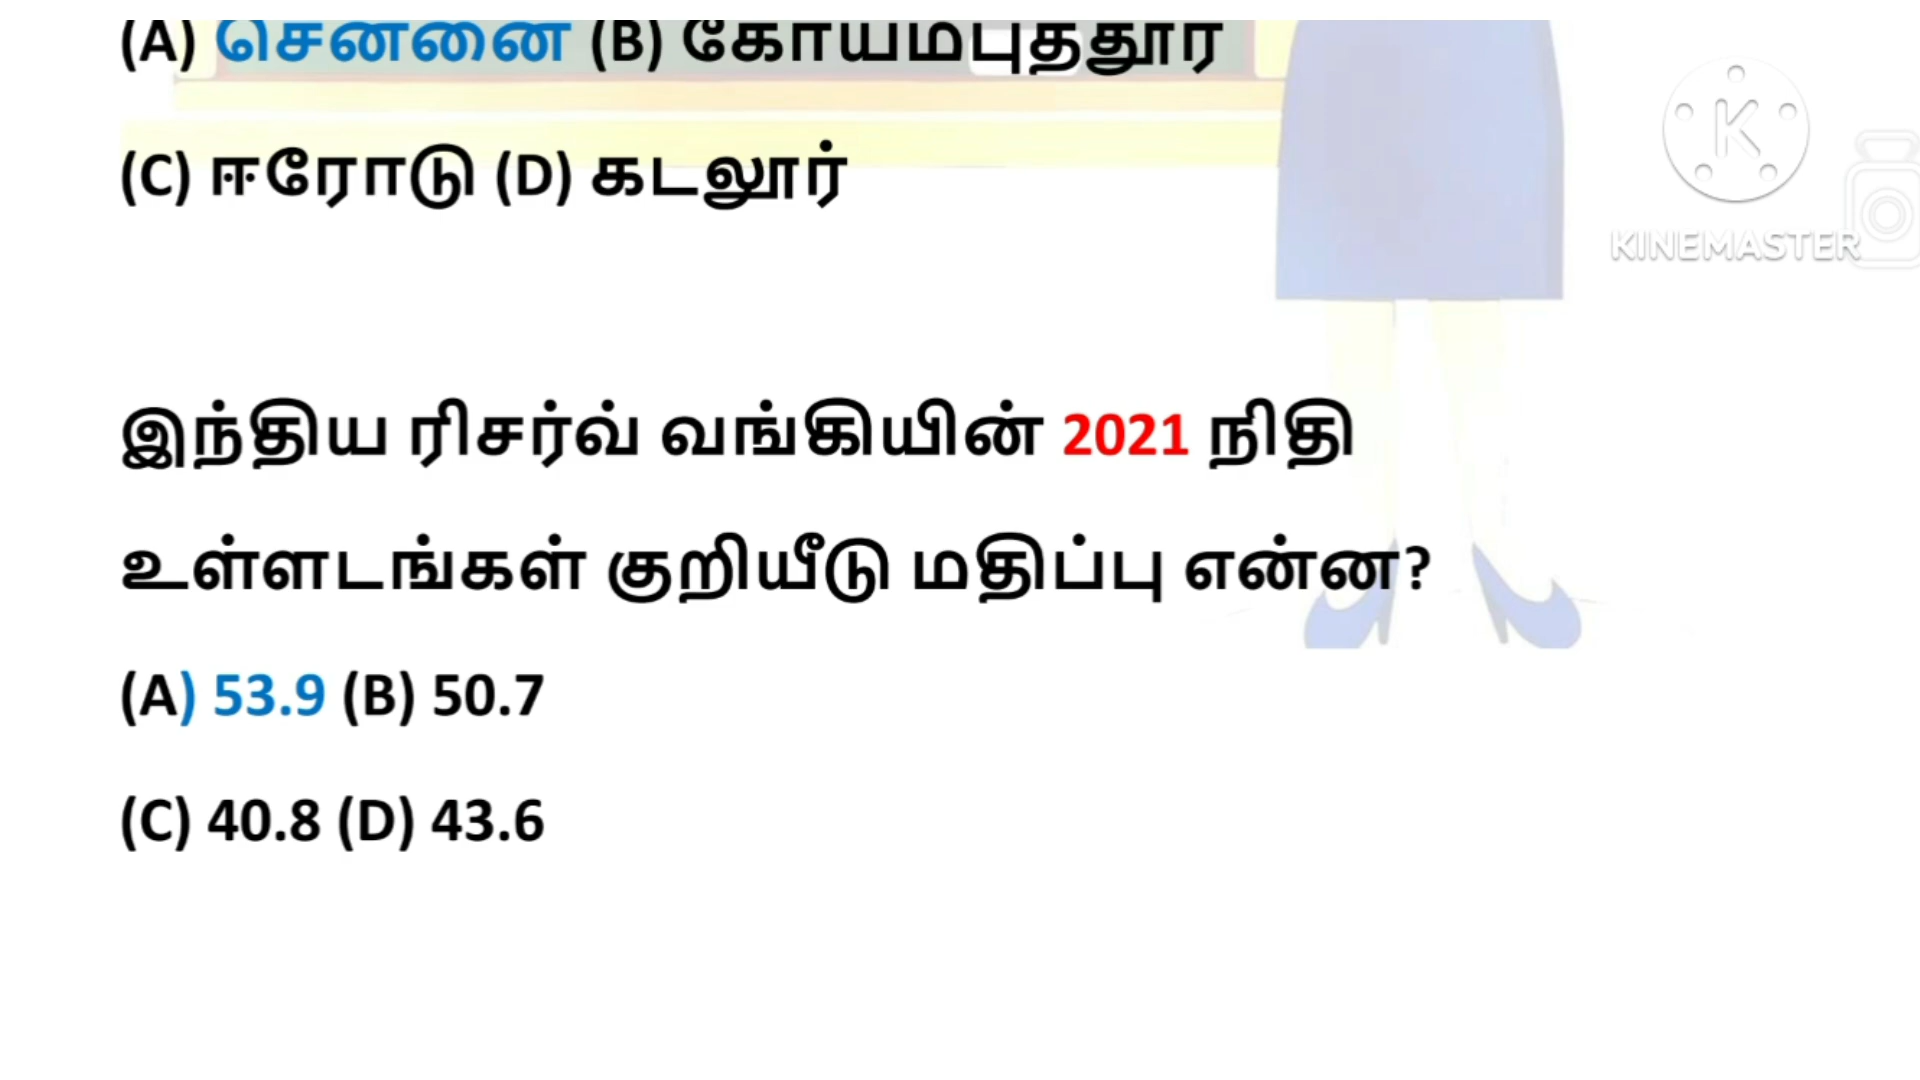 (A) சென்னை (B) கோயம்புத்தூர்
(C) ஈரோடு (D) கடலூர்
KINEMASTER
இந்திய ரிசர்வ் வங்கியின் 2021 நிதி
உள்ளடங்கள் குறியீடு மதிப்பு என்ன?
(A) 53.9 (B) 50.7
(C) 40.8 (D) 43.6